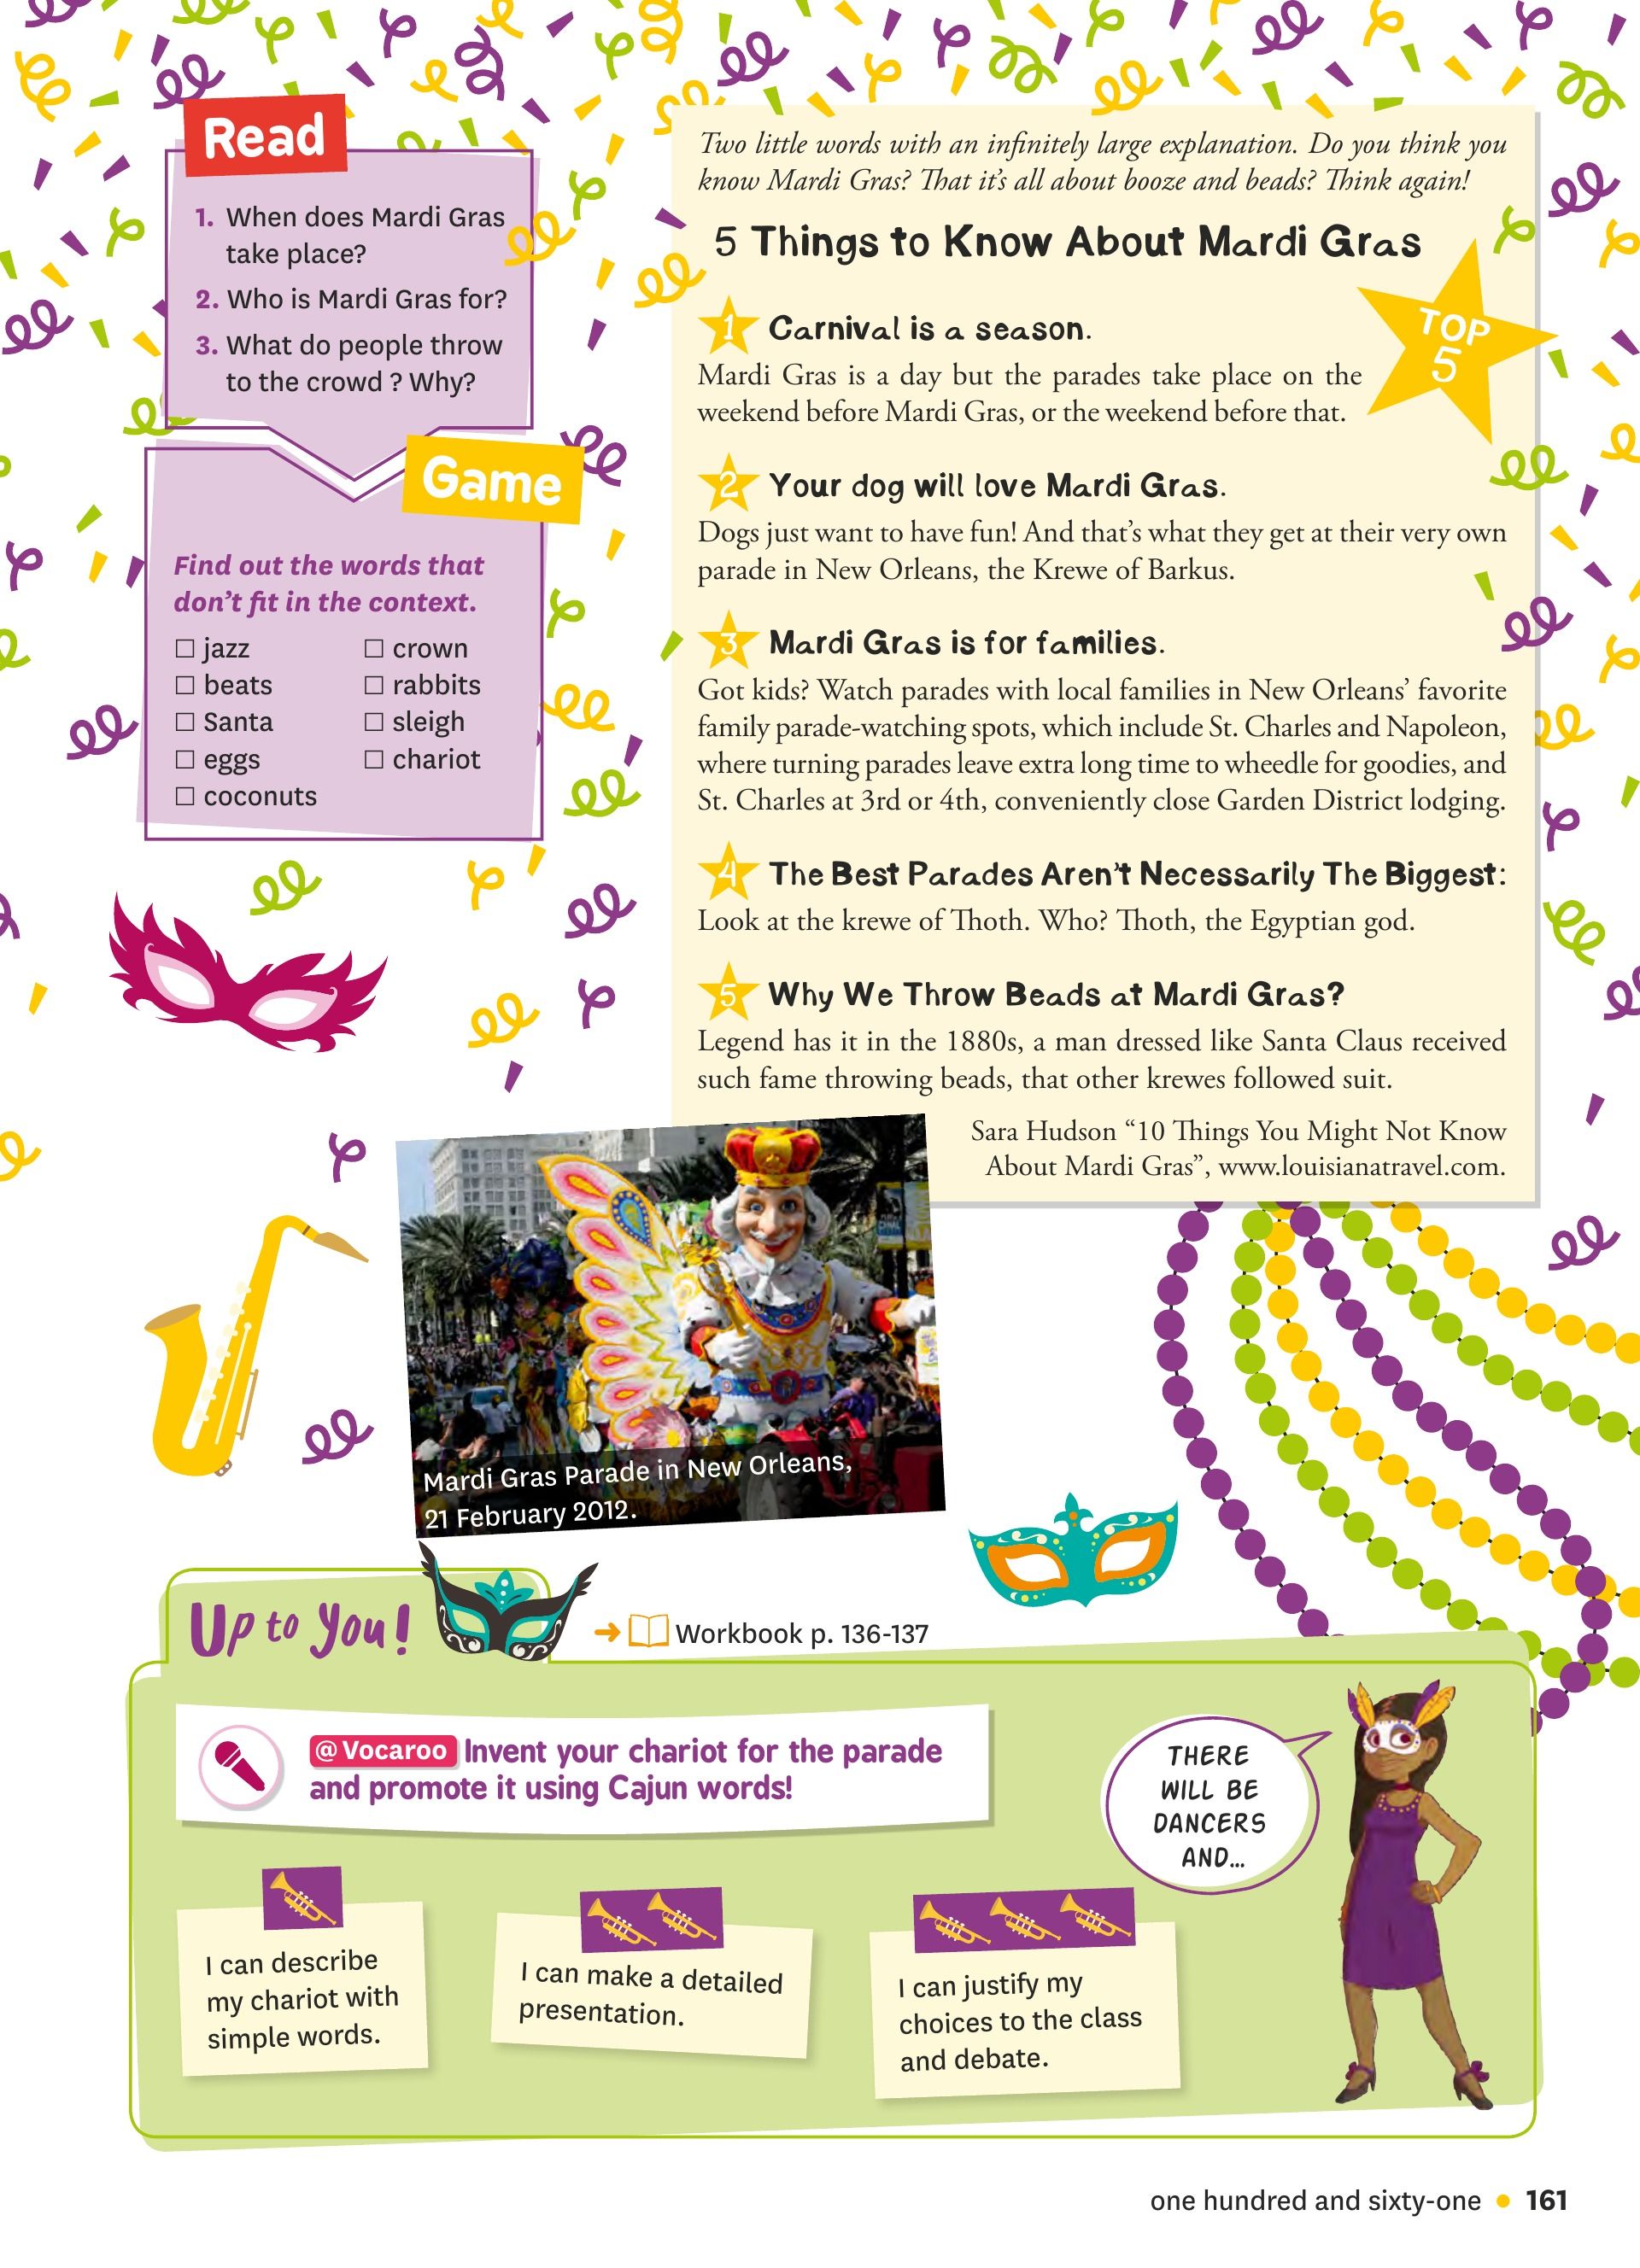 Read
1. When does Mardi Gras
take place?
2. Who is Mardi Gras for?
3. What do people throw
to the crowd ? Why?
Game
Find out the words that
don't fit in the context.
☐ jazz
☐ beats
☐ Santa
☐ eggs
☐ coconuts
☐ crown
☐ rabbits
☐ sleigh
☐ chariot
Two little words with an infinitely large explanation. Do you think you
know Mardi Gras? That it's all about booze and beads? Think again!
5 Things to Know About Mardi Gras
TOP
5
1 Carnival is a season.
Mardi Gras is a day but the parades take place on the
weekend before Mardi Gras, or the weekend before that.
2 Your dog will love Mardi Gras.
Dogs just want to have fun! And that's what they get at their very own
parade in New Orleans, the Krewe of Barkus.
3 Mardi Gras is for families.
Got kids? Watch parades with local families in New Orleans' favorite
family parade-watching spots, which include St. Charles and Napoleon,
where turning parades leave extra long time to wheedle for goodies, and
St. Charles at 3rd or 4th, conveniently close Garden District lodging.
4 The Best Parades Aren't Necessarily The Biggest:
Look at the krewe of Thoth. Who? Thoth, the Egyptian god.
5 Why We Throw Beads at Mardi Gras?
Legend has it in the 1880s, a man dressed like Santa Claus received
such fame throwing beads, that other krewes followed suit.
Sara Hudson “10 Things You Might Not Know
About Mardi Gras”, www.louisianatravel.com.
Mardi Gras Parade in New Orleans,
21 February 2012.
Up to You!
➔ Workbook p. 136-137
@ Vocaroo Invent your chariot for the parade
and promote it using Cajun words!
THERE
WILL BE
DANCERS
AND...
I can describe
my chariot with
simple words.
I can make a detailed
presentation.
I can justify my
choices to the class
and debate.
one hundred and sixty-one • 161